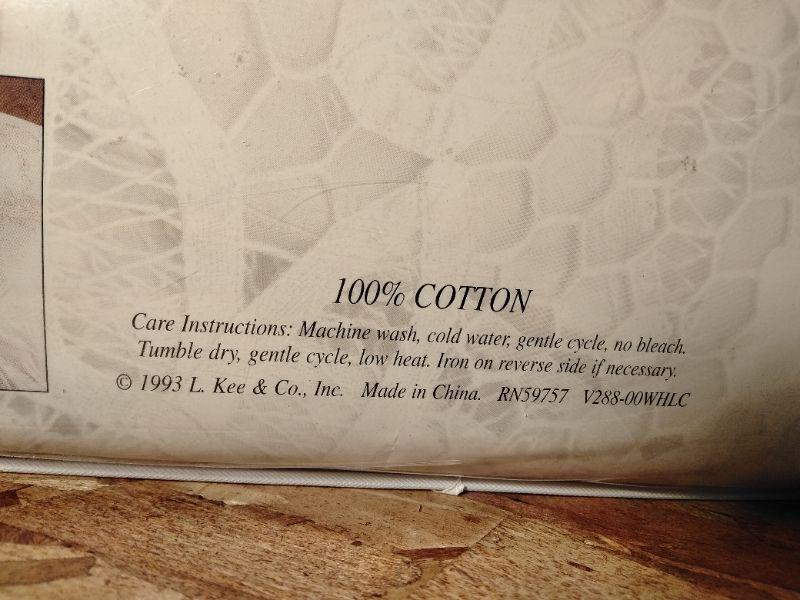 100% COTTON
Care Instructions: Machine wash, cold water, gentle cycle, no bleach.
Tumble dry, gentle cycle, low heat. Iron on reverse side if necessary.
© 1993 L. Kee & Co., Inc. Made in China. RN59757 V288-00WHLC